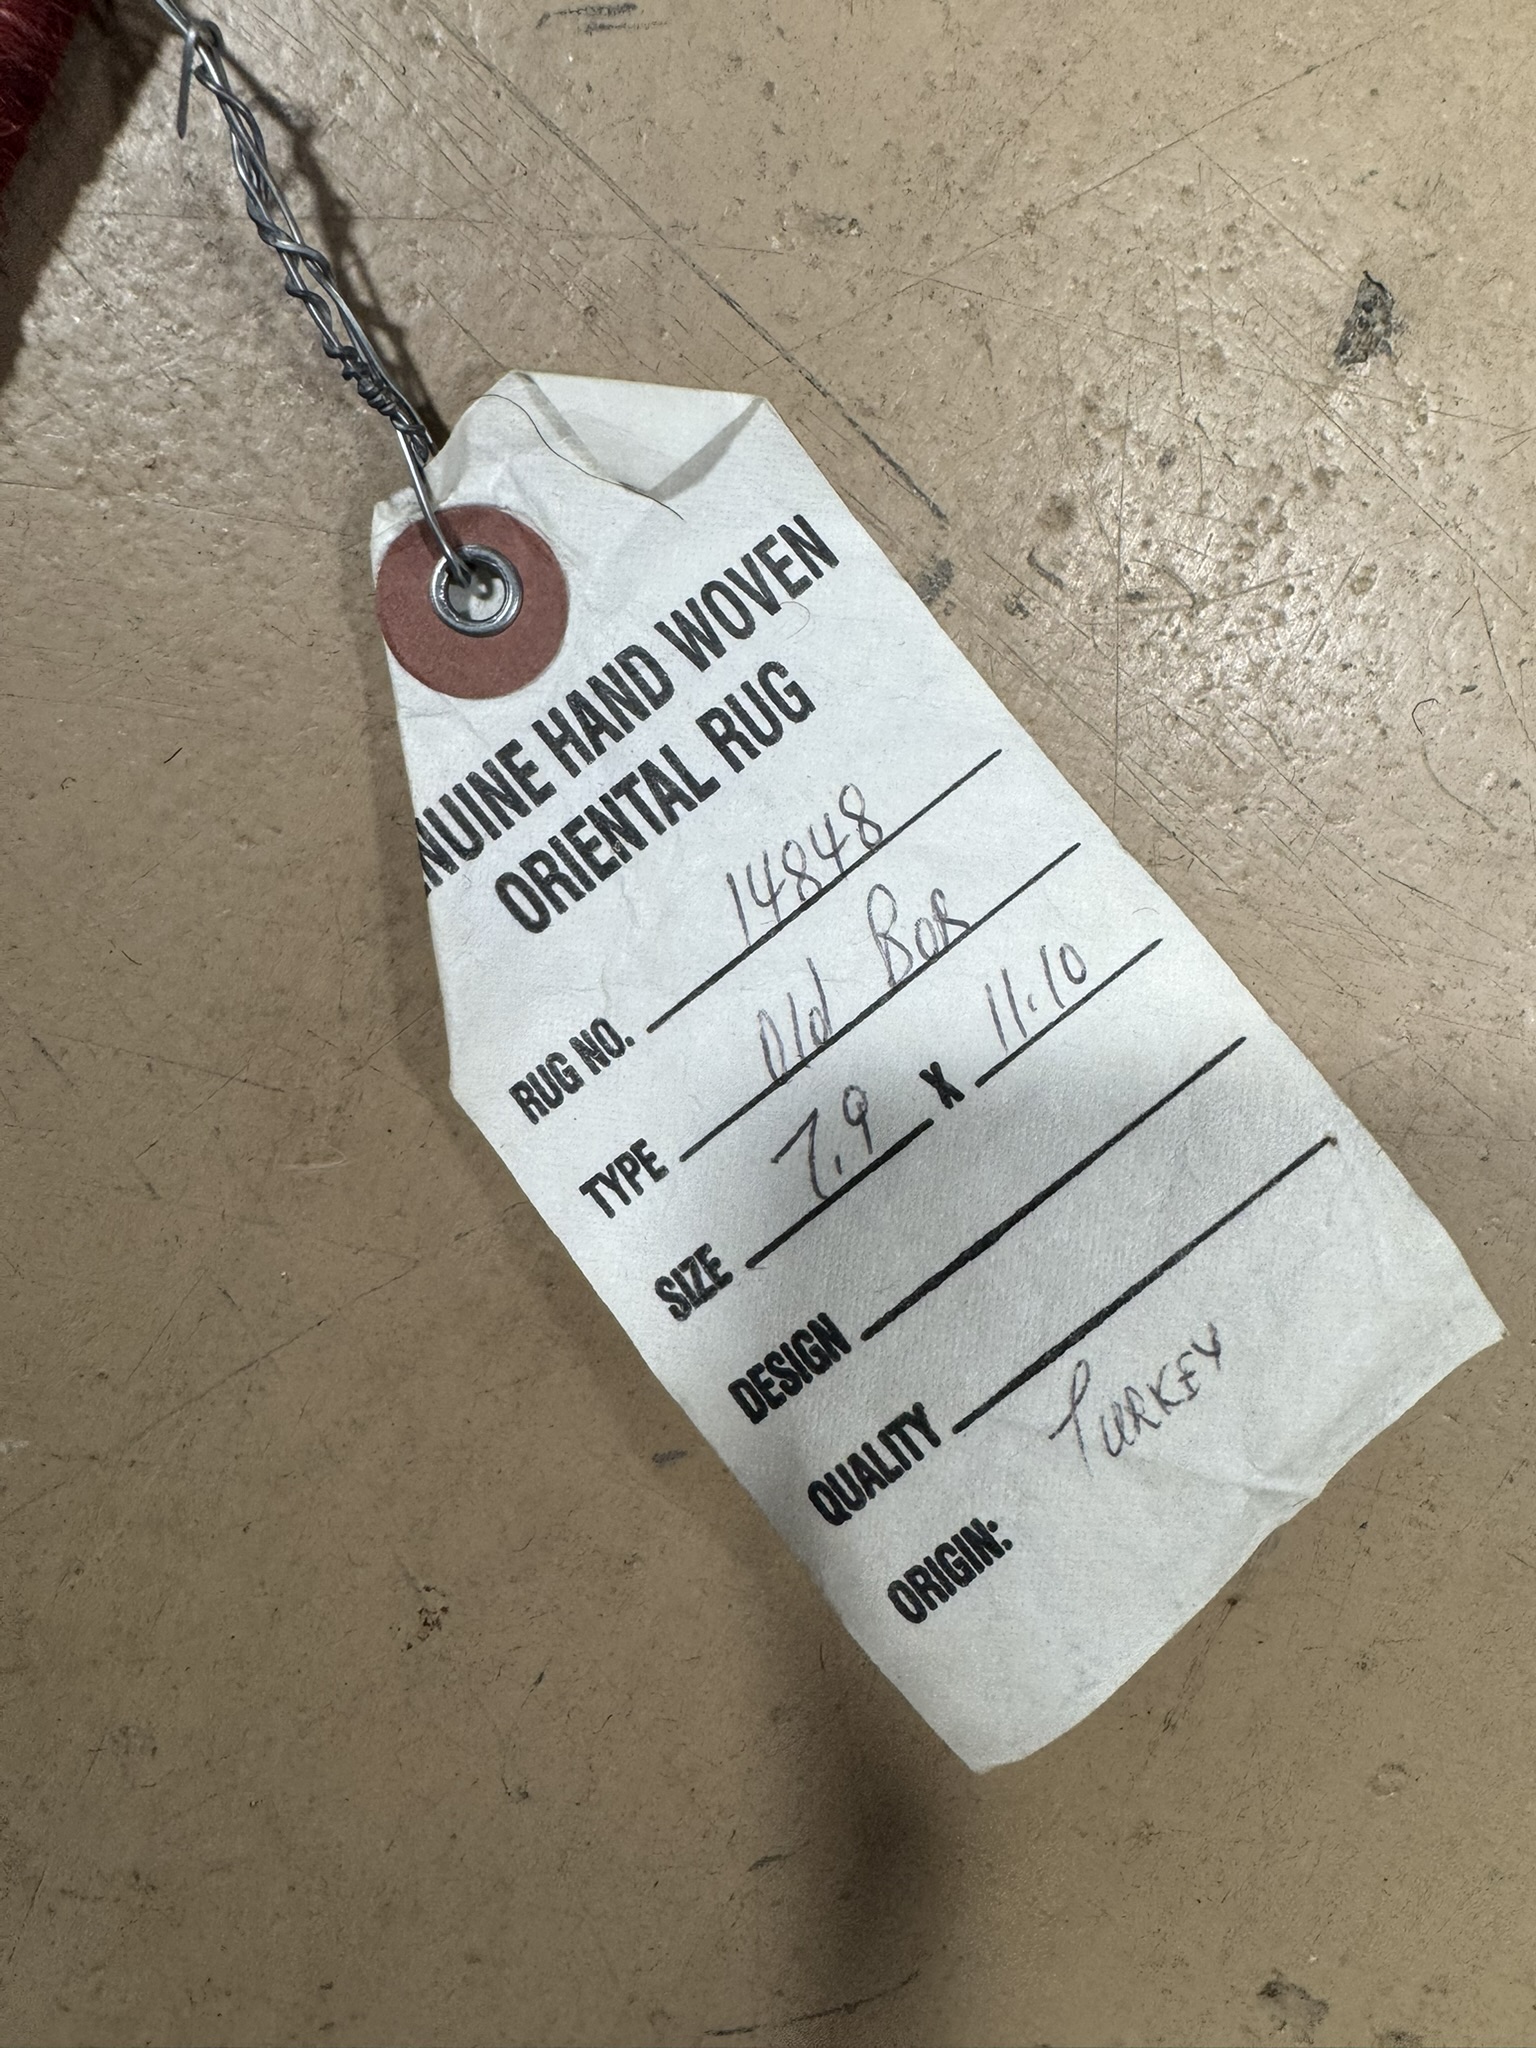 NUINE HAND WOVEN
ORIENTAL RUG
RUG NO. 14848
TYPE Old Bor
SIZE 7.9 X 11.10
DESIGN
QUALITY
ORIGIN: TURKEY